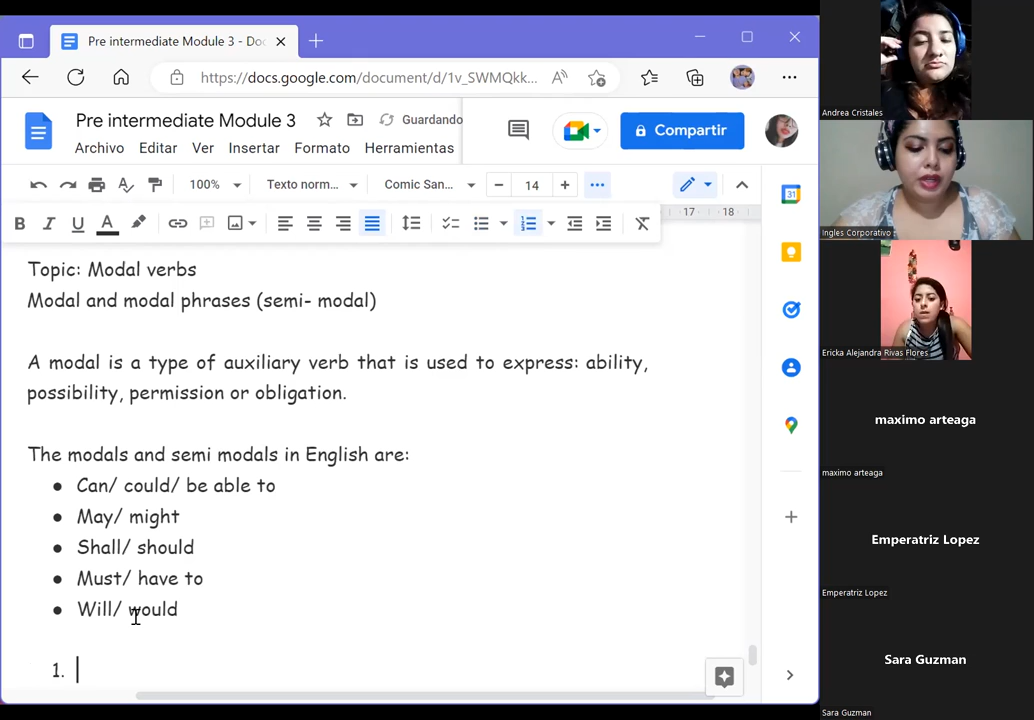 Pre intermediate Module 3 - Doc
https://docs.google.com/document/d/1v_SWMQkk...
Pre intermediate Module 3
Guardando
Compartir
Archivo Editar Ver Insertar Formato Herramientas
100% Texto norm... Comic San... 14
17 18
Topic: Modal verbs
Modal and modal phrases (semi- modal)
A modal is a type of auxiliary verb that is used to express: ability,
possibility, permission or obligation.
The modals and semi modals in English are:
● Can/ could/ be able to
● May/ might
● Shall/ should
● Must/ have to
● Will/ would
1.
Andrea Cristales
Ingles Corporativo
Ericka Alejandra Rivas Flores
maximo arteaga
maximo arteaga
Emperatriz Lopez
Emperatriz Lopez
Sara Guzman
Sara Guzman